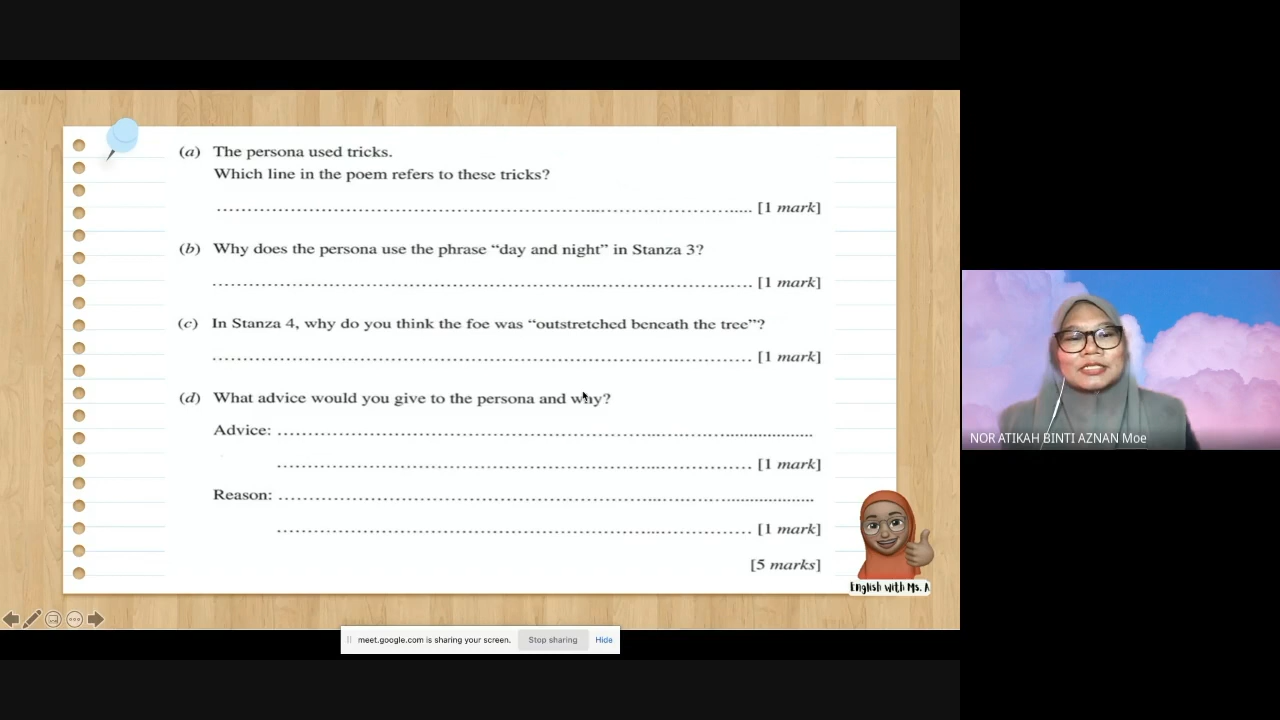 (a) The persona used tricks.
Which line in the poem refers to these tricks?
................................................................................................ [1 mark]
(b) Why does the persona use the phrase “day and night” in Stanza 3?
................................................................................................ [1 mark]
(c) In Stanza 4, why do you think the foe was “outstretched beneath the tree”?
................................................................................................ [1 mark]
(d) What advice would you give to the persona and why?
Advice: ................................................................................................
................................................................................................ [1 mark]
Reason: ................................................................................................
................................................................................................ [1 mark]
[5 marks]
English with Ms. A
NOR ATIKAH BINTI AZNAN Moe
meet.google.com is sharing your screen. Stop sharing Hide